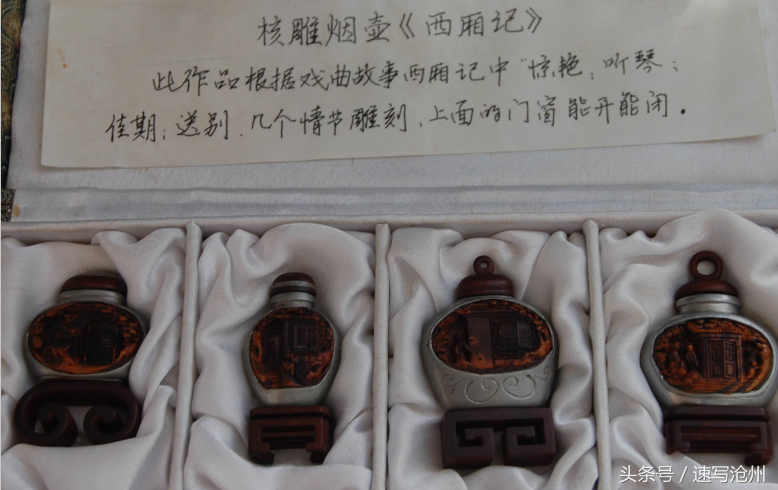 核雕烟壶《西厢记》
此作品根据戏曲故事西厢记中"惊艳；听琴；
佳期；送别．几个情节雕刻．上面的门窗能开能闭．
头条号/速写沧州